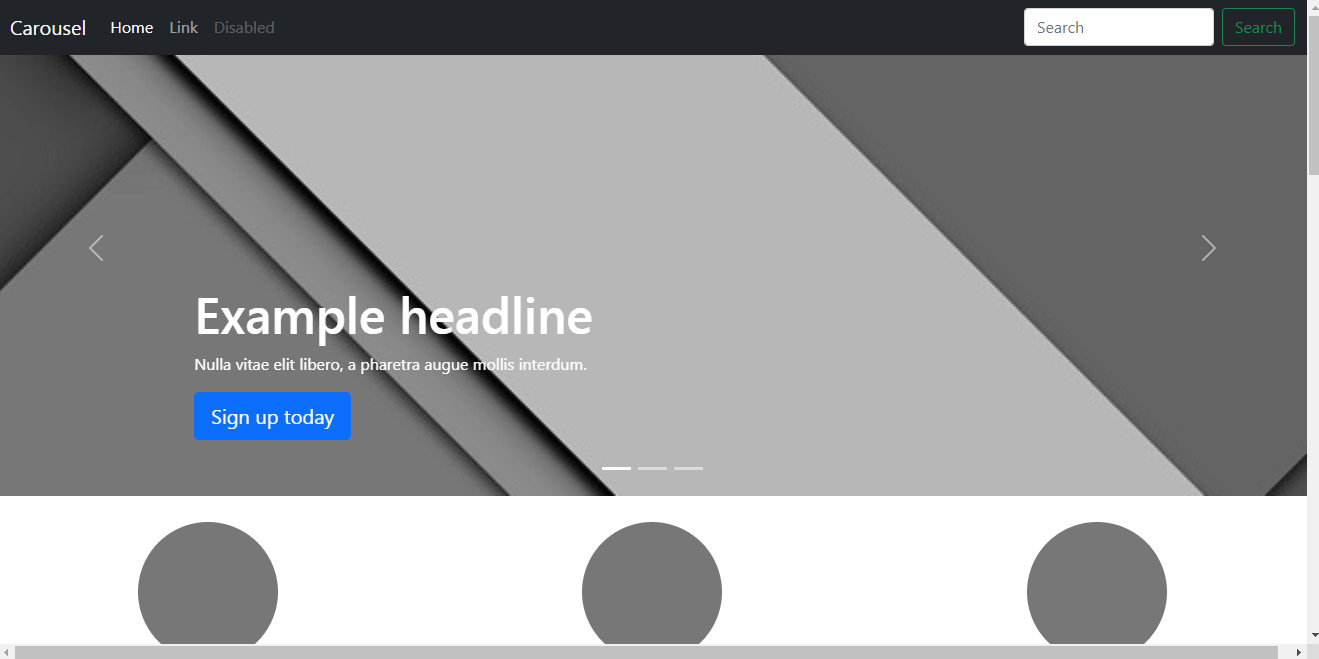 Carousel Home Link Disabled Search Search
Example headline
Nulla vitae elit libero, a pharetra augue mollis interdum.
Sign up today